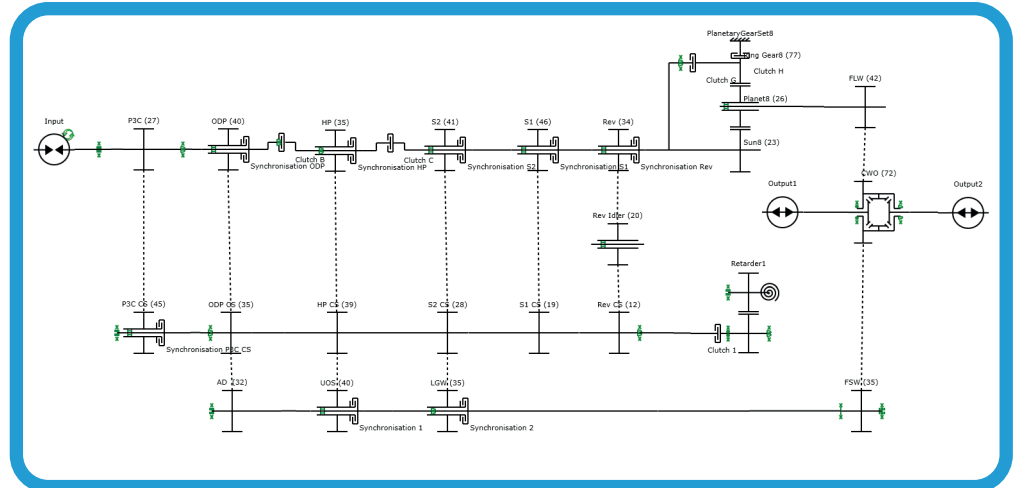 PlanetaryGearSet8
Ring Gear8 (77)
Clutch H
Clutch G
FLW (42)
Input
P3C (27)
ODP (40)
HP (35)
S2 (41)
S1 (46)
Rev (34)
Planet8 (26)
Sun8 (23)
Clutch B
Clutch C
Synchronisation ODP
Synchronisation HP
Synchronisation S2
Synchronisation S1
Synchronisation Rev
CWO (72)
Output1
Output2
Rev Idler (20)
Retarder1
P3C CS (45)
ODP CS (35)
HP CS (39)
S2 CS (28)
S1 CS (19)
Rev CS (12)
Synchronisation P3C CS
Clutch 1
AD (32)
UOS (40)
LGW (35)
FSW (35)
Synchronisation 1
Synchronisation 2